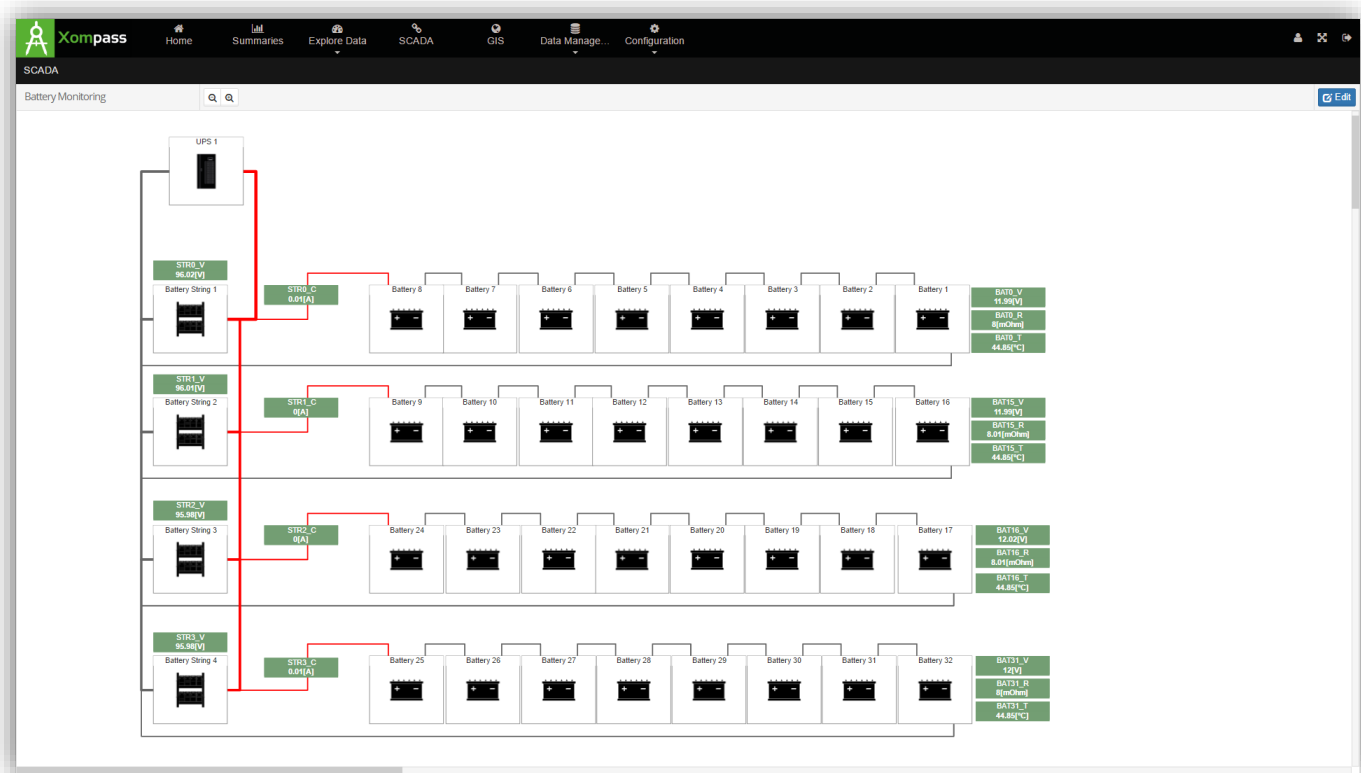 Xompass
Home
Summaries
Explore Data
SCADA
GIS
Data Manage...
Configuration
SCADA
Battery Monitoring
Edit
UPS 1
STR0_V
96.02[V]
Battery String 1
STR0_C
0.01[A]
Battery 8
Battery 7
Battery 6
Battery 5
Battery 4
Battery 3
Battery 2
Battery 1
BAT0_V
11.99[V]
BAT0_R
8[mOhm]
BAT0_T
44.85[°C]
STR1_V
96.01[V]
Battery String 2
STR1_C
0[A]
Battery 9
Battery 10
Battery 11
Battery 12
Battery 13
Battery 14
Battery 15
Battery 16
BAT15_V
11.99[V]
BAT15_R
8.01[mOhm]
BAT15_T
44.85[°C]
STR2_V
95.98[V]
Battery String 3
STR2_C
0[A]
Battery 24
Battery 23
Battery 22
Battery 21
Battery 20
Battery 19
Battery 18
Battery 17
BAT16_V
12.02[V]
BAT16_R
8.01[mOhm]
BAT16_T
44.85[°C]
STR3_V
95.98[V]
Battery String 4
STR3_C
0.01[A]
Battery 25
Battery 26
Battery 27
Battery 28
Battery 29
Battery 30
Battery 31
Battery 32
BAT31_V
12[V]
BAT31_R
8[mOhm]
BAT31_T
44.85[°C]